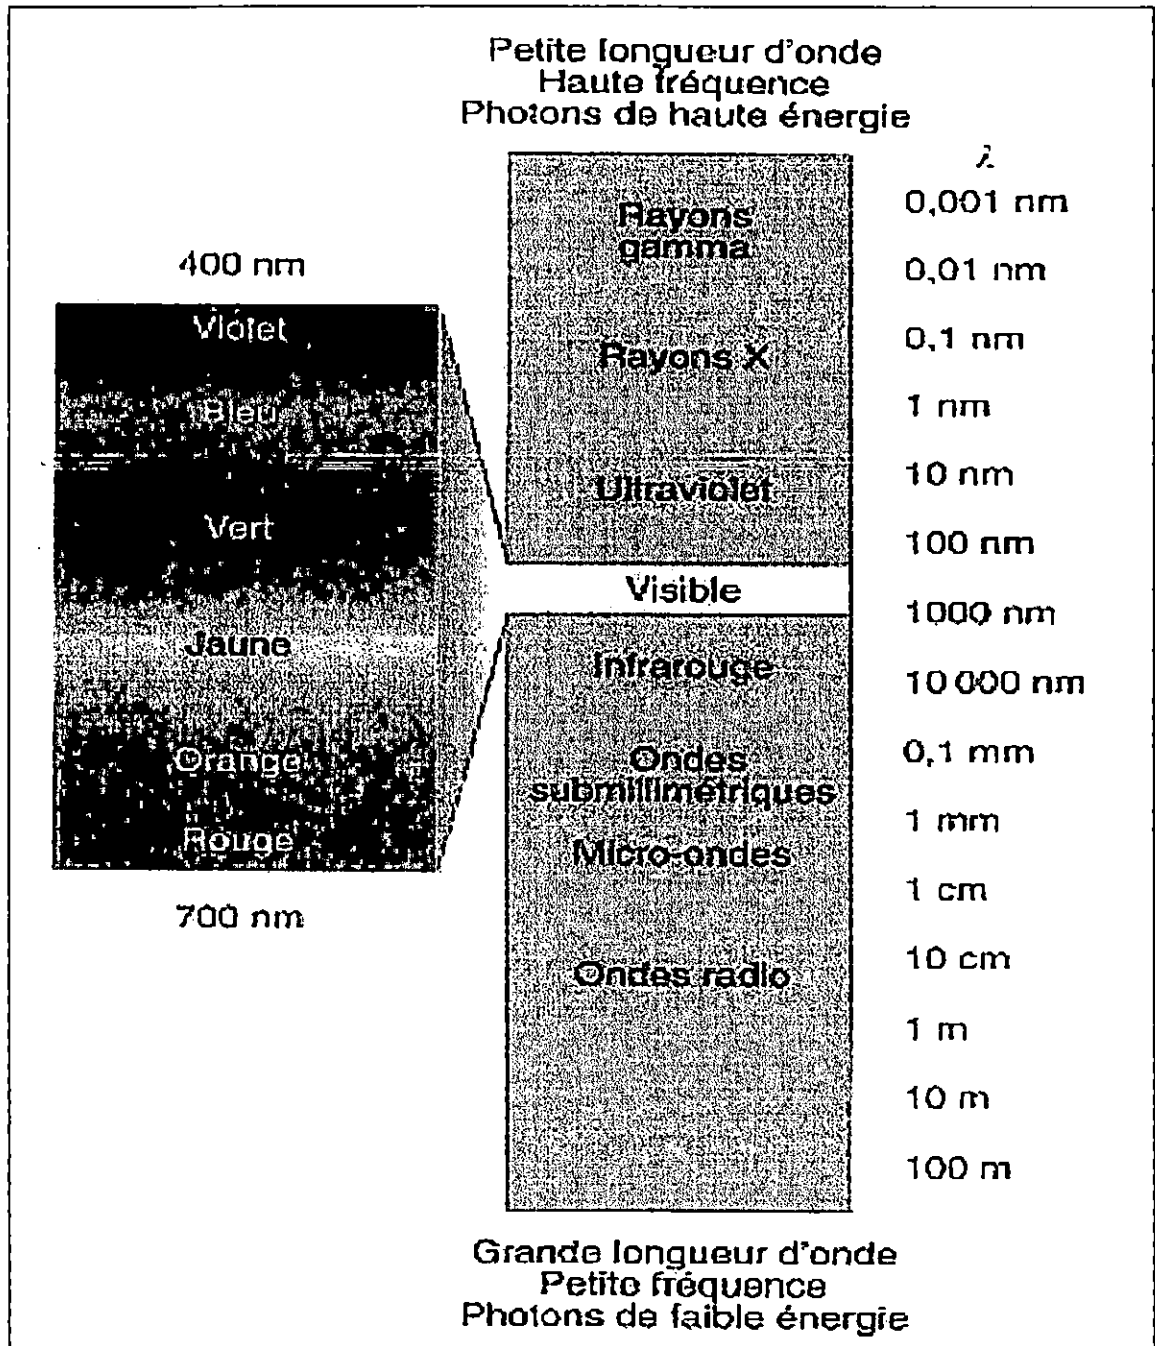 Petite longueur d'onde
Haute fréquence
Photons de haute énergie
λ
400 nm
Violet
Bleu
Vert
Jaune
Orange
Rouge
700 nm
Rayons
gamma
Rayons X
Ultraviolet
Visible
Infrarouge
Ondes
submillimétriques
Micro-ondes
Ondes radio
0,001 nm
0,01 nm
0,1 nm
1 nm
10 nm
100 nm
1000 nm
10 000 nm
0,1 mm
1 mm
1 cm
10 cm
1 m
10 m
100 m
Grande longueur d'onde
Petite fréquence
Photons de faible énergie